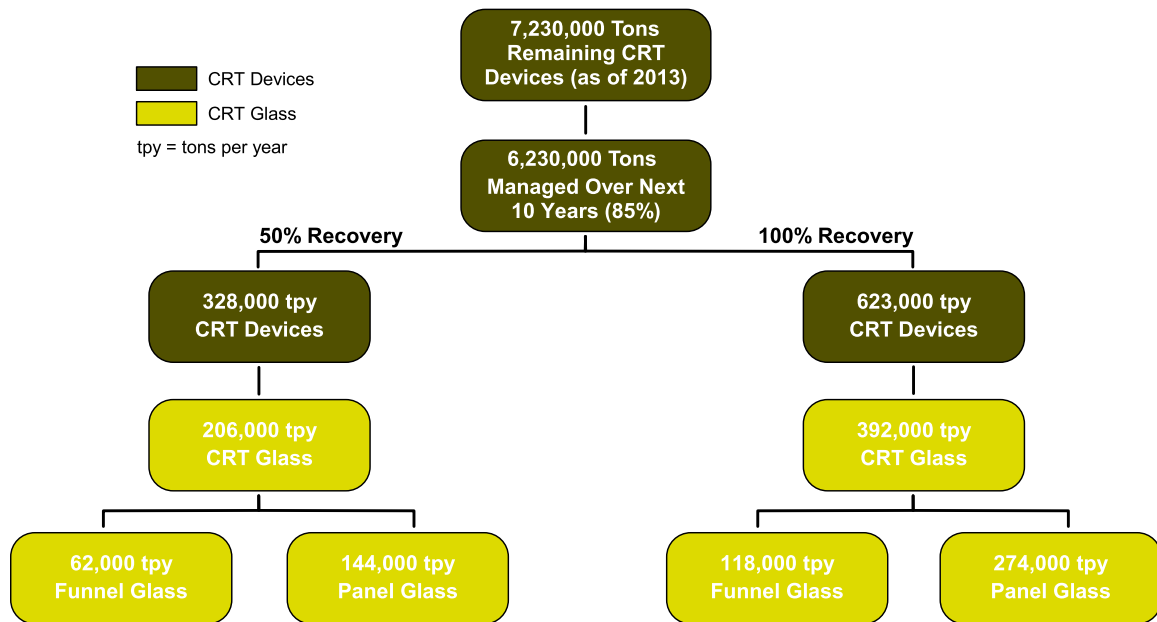 7,230,000 Tons
Remaining CRT
Devices (as of 2013)
CRT Devices
CRT Glass
tpy = tons per year
6,230,000 Tons
Managed Over Next
10 Years (85%)
50% Recovery
100% Recovery
328,000 tpy
CRT Devices
623,000 tpy
CRT Devices
206,000 tpy
CRT Glass
392,000 tpy
CRT Glass
62,000 tpy
Funnel Glass
144,000 tpy
Panel Glass
118,000 tpy
Funnel Glass
274,000 tpy
Panel Glass